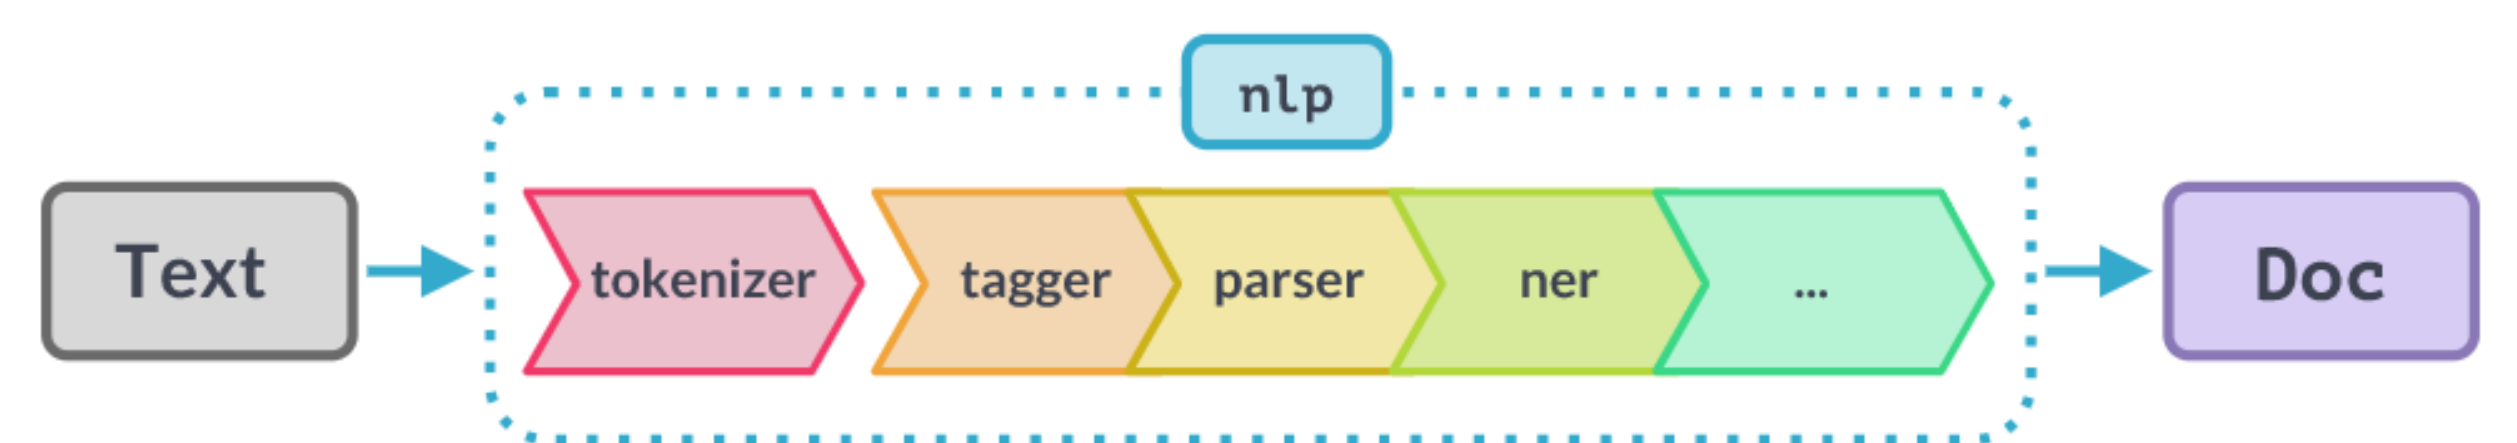 nlp
Text tokenizer tagger parser ner ... Doc